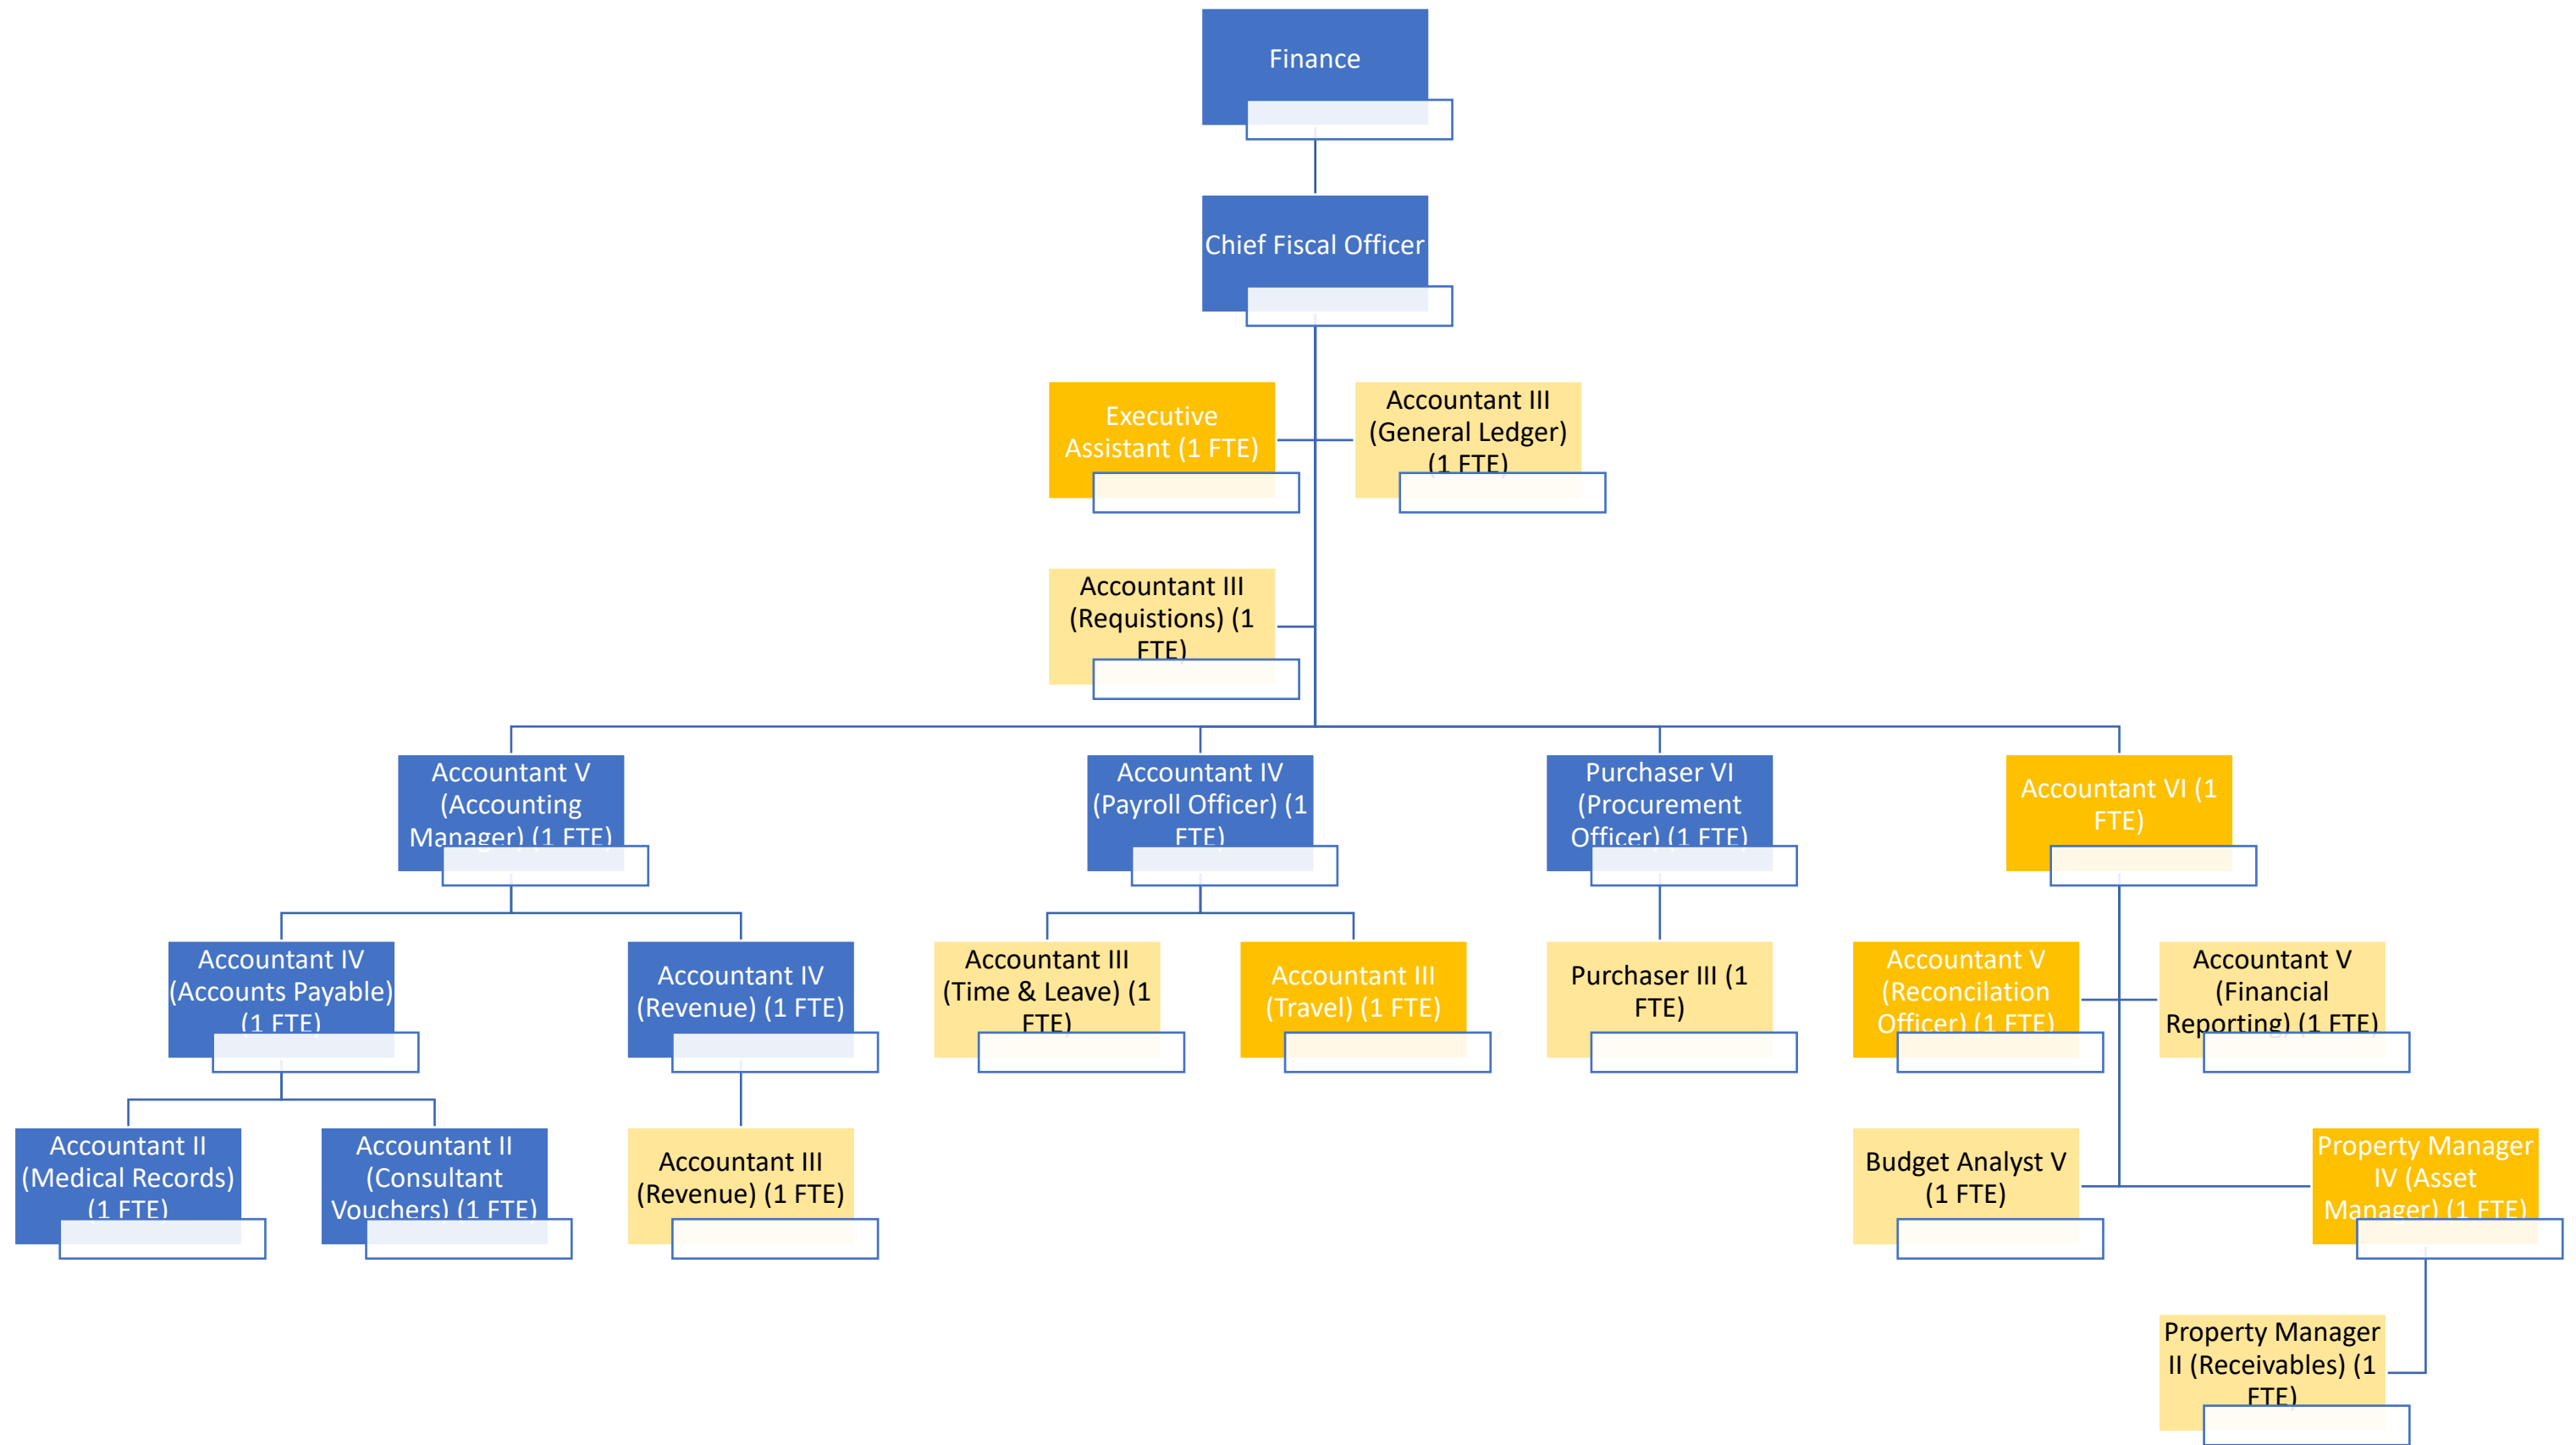 Finance
Chief Fiscal Officer
Executive
Assistant (1 FTE)
Accountant III
(General Ledger)
(1 FTE)
Accountant III
(Requistions) (1
FTE)
Accountant V
(Accounting
Manager) (1 FTE)
Accountant IV
(Payroll Officer) (1
FTE)
Purchaser VI
(Procurement
Officer) (1 FTE)
Accountant VI (1
FTE)
Accountant IV
(Accounts Payable)
(1 FTE)
Accountant IV
(Revenue) (1 FTE)
Accountant III
(Time & Leave) (1
FTE)
Accountant III
(Travel) (1 FTE)
Purchaser III (1
FTE)
Accountant V
(Reconcilation
Officer) (1 FTE)
Accountant V
(Financial
Reporting) (1 FTE)
Accountant II
(Medical Records)
(1 FTE)
Accountant II
(Consultant
Vouchers) (1 FTE)
Accountant III
(Revenue) (1 FTE)
Budget Analyst V
(1 FTE)
Property Manager
IV (Asset
Manager) (1 FTE)
Property Manager
II (Receivables) (1
FTE)